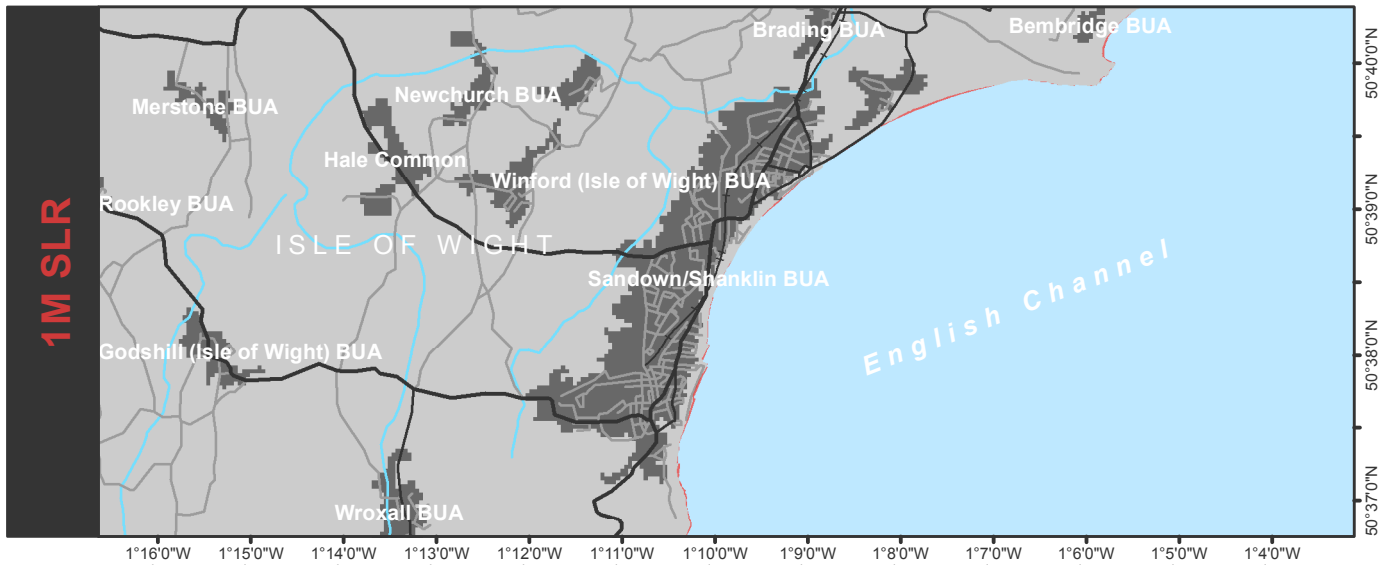 1M SLR
Brading BUA
Bembridge BUA
Newchurch BUA
Merstone BUA
Hale Common
Winford (Isle of Wight) BUA
Rookley BUA
ISLE OF WIGHT
Sandown/Shanklin BUA
English Channel
Godshill (Isle of Wight) BUA
Wroxall BUA
50°40'0"N
50°39'0"N
50°38'0"N
50°37'0"N
1°16'0"W
1°15'0"W
1°14'0"W
1°13'0"W
1°12'0"W
1°11'0"W
1°10'0"W
1°9'0"W
1°8'0"W
1°7'0"W
1°6'0"W
1°5'0"W
1°4'0"W